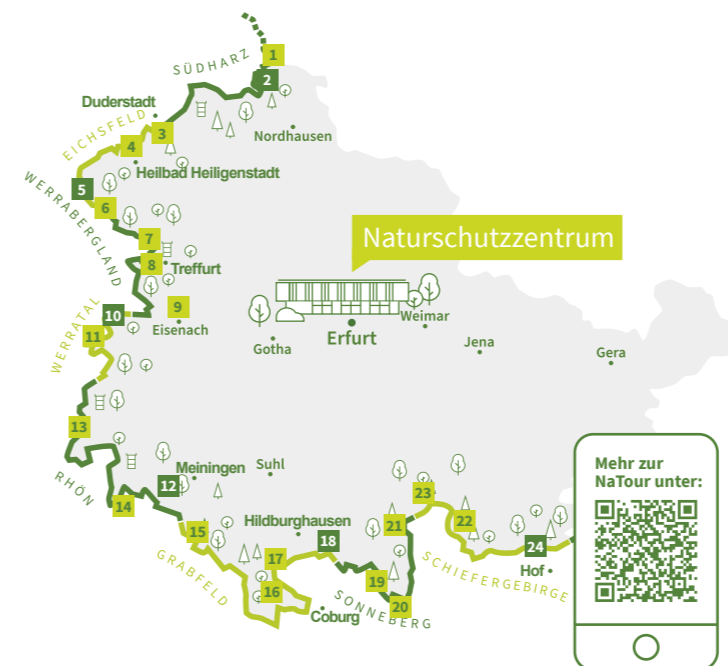 1
SÜDHARZ
2
Duderstadt
Nordhausen
EICHSFELD
3
4
Heilbad Heiligenstadt
5
6
WERRABERGLAND
7
8
Treffurt
Naturschutzzentrum
9
Eisenach
10
WERRATAL
11
Gotha
Erfurt
Weimar
Jena
Gera
13
RHÖN
12
Meiningen
Suhl
14
15
Hildburghausen
GRABFELD
17
16
18
Coburg
SONNEBERG
19
20
21
23
22
SCHIEFERGEBIRGE
24
Hof
Mehr zur
NaTour unter: